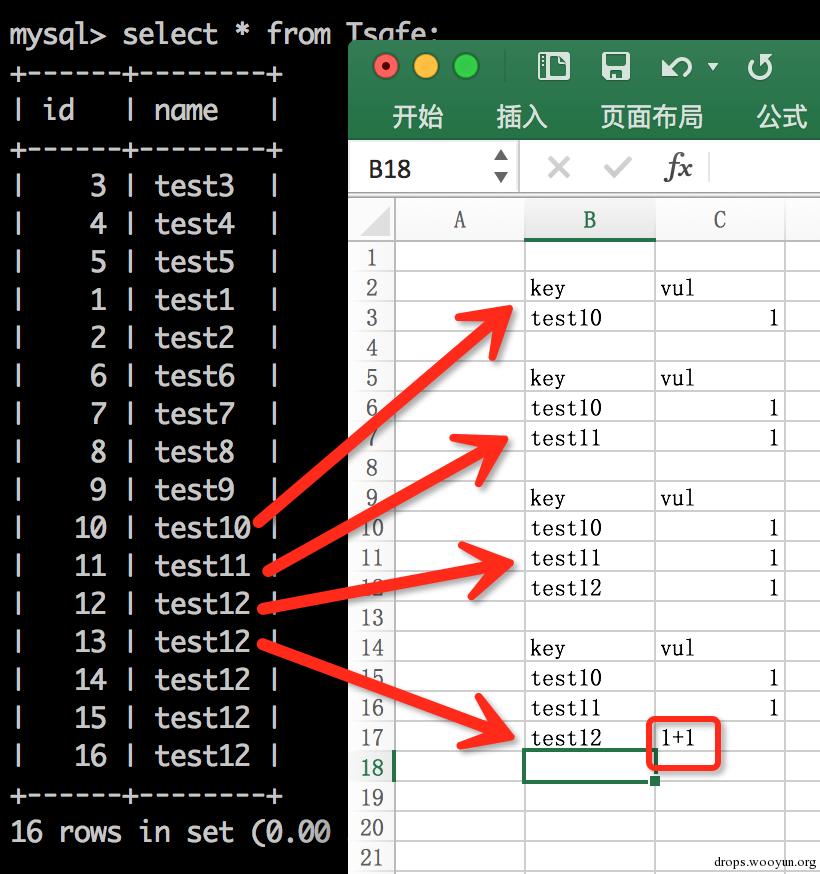 mysql> select * from Tsafe;
+------+--------+
| id | name |
+------+--------+
| 3 | test3 |
| 4 | test4 |
| 5 | test5 |
| 1 | test1 |
| 2 | test2 |
| 6 | test6 |
| 7 | test7 |
| 8 | test8 |
| 9 | test9 |
| 10 | test10 |
| 11 | test11 |
| 12 | test12 |
| 13 | test12 |
| 14 | test12 |
| 15 | test12 |
| 16 | test12 |
+------+--------+
16 rows in set (0.00
开始 插入 页面布局 公式
B18 fx
A B C
1
2 key vul
3 test10 1
4
5 key vul
6 test10 1
7 test11 1
8
9 key vul
10 test10 1
11 test11 1
12 test12 1
13
14 key vul
15 test10 1
16 test11 1
17 test12 1+1
18
19
20
21
drops.wooyun.org